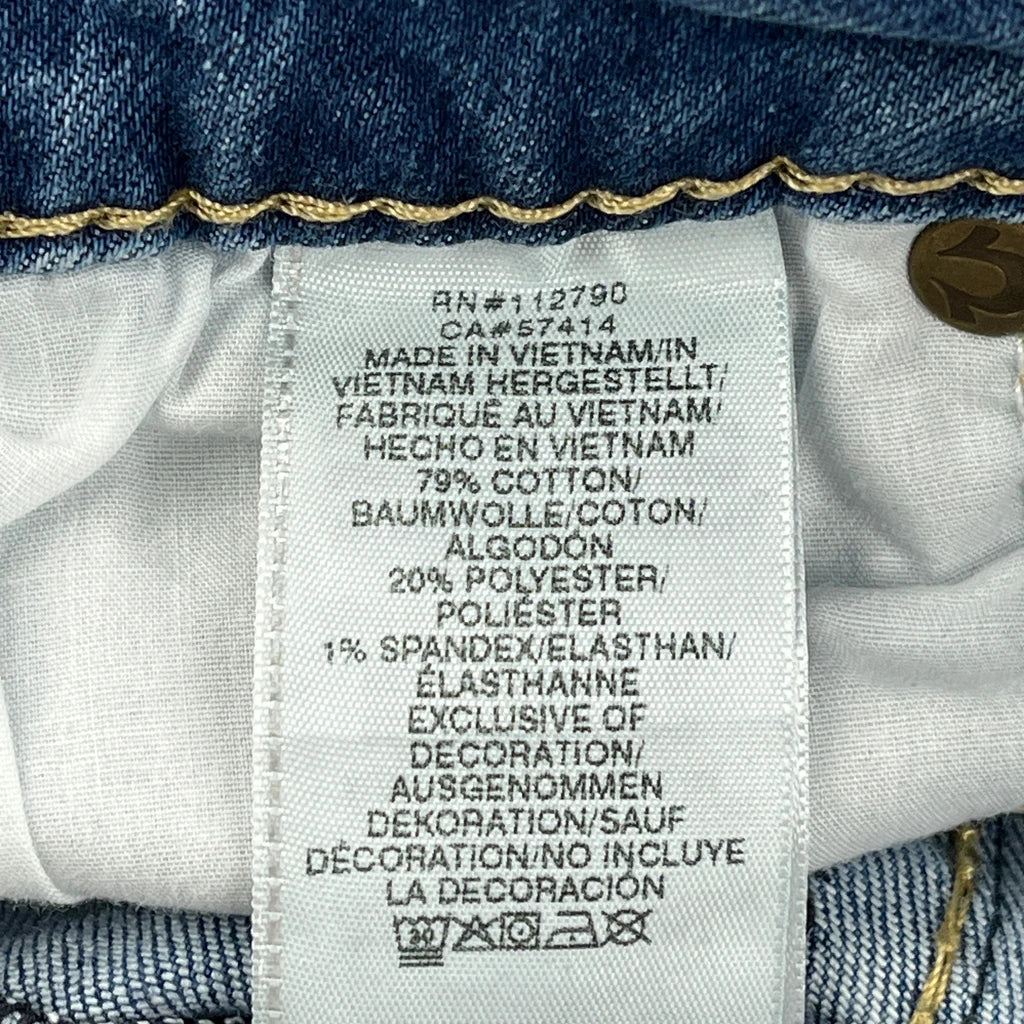 RN#112790
CA#57414
MADE IN VIETNAM/IN
VIETNAM HERGESTELLT/
FABRIQUÉ AU VIETNAM/
HECHO EN VIETNAM
79% COTTON/
BAUMWOLLE/COTON/
ALGODÓN
20% POLYESTER/
POLIÉSTER
1% SPANDEX/ELASTHAN/
ÉLASTHANNE
EXCLUSIVE OF
DECORATION/
AUSGENOMMEN
DEKORATION/SAUF
DÉCORATION/NO INCLUYE
LA DECORACIÓN
30